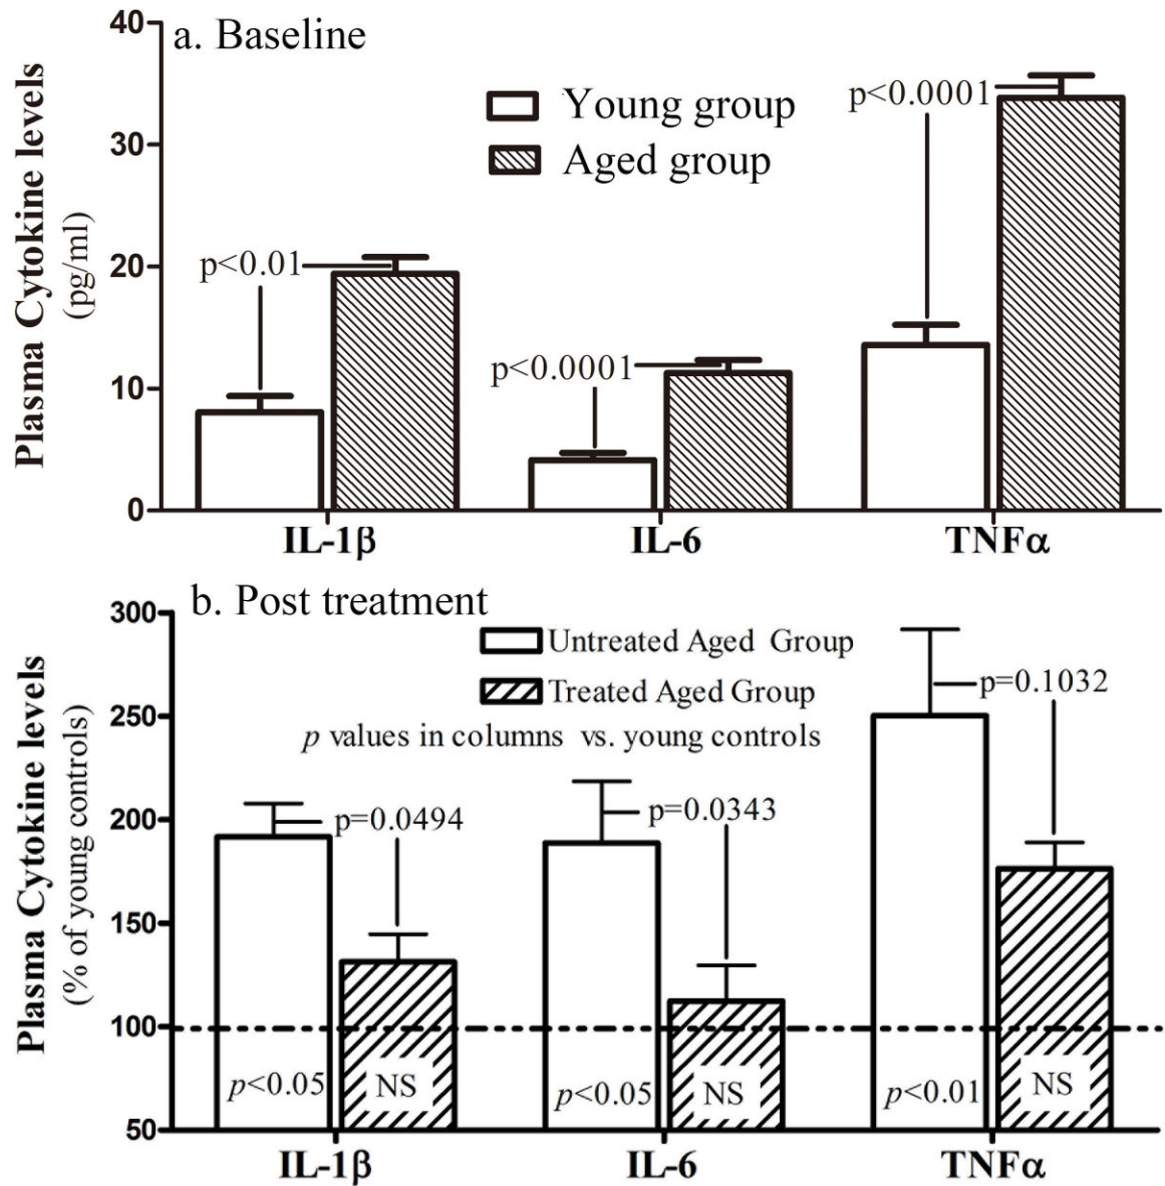 a. Baseline
Plasma Cytokine levels
(pg/ml)
40
30
20
10
0
Young group
Aged group
p<0.01
p<0.0001
p<0.0001
IL-1β
IL-6
TNFα
b. Post treatment
Plasma Cytokine levels
(% of young controls)
300
250
200
150
100
50
Untreated Aged Group
Treated Aged Group
p values in columns vs. young controls
p=0.0494
p=0.0343
p=0.1032
p<0.05
NS
p<0.05
NS
p<0.01
NS
IL-1β
IL-6
TNFα